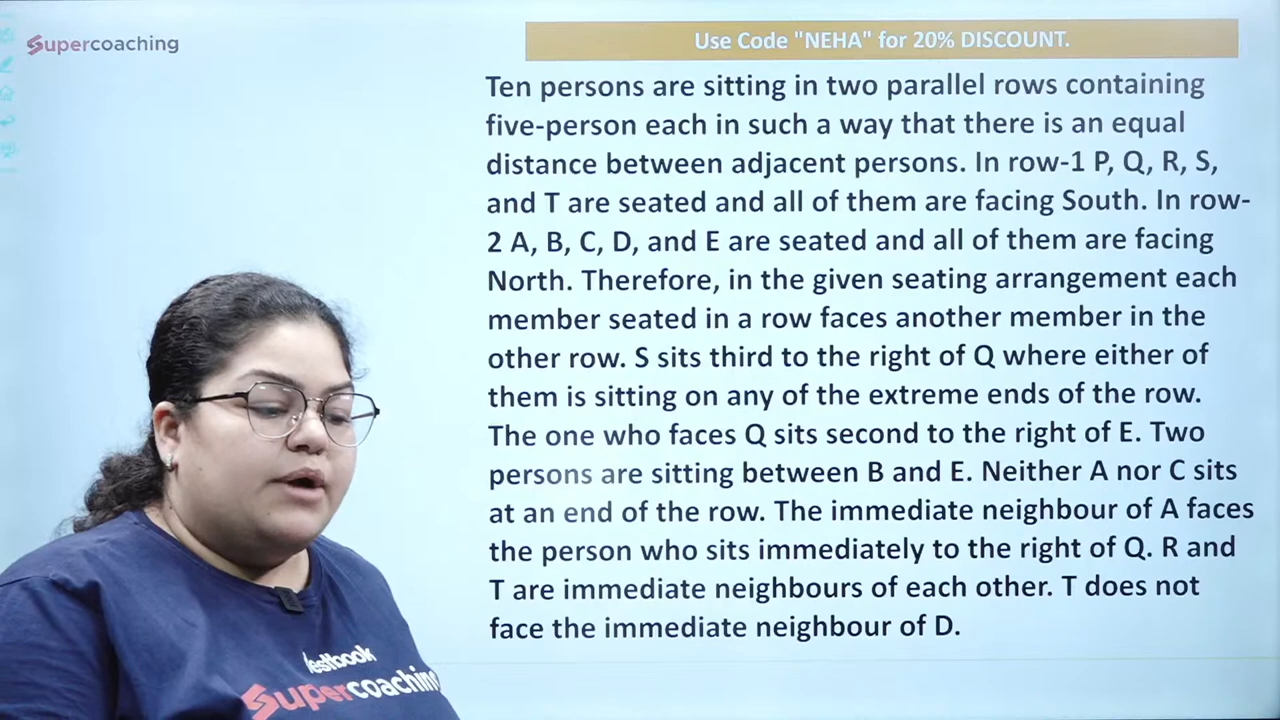 Supercoaching
Use Code "NEHA" for 20% DISCOUNT.
Ten persons are sitting in two parallel rows containing
five-person each in such a way that there is an equal
distance between adjacent persons. In row-1 P, Q, R, S,
and T are seated and all of them are facing South. In row-
2 A, B, C, D, and E are seated and all of them are facing
North. Therefore, in the given seating arrangement each
member seated in a row faces another member in the
other row. S sits third to the right of Q where either of
them is sitting on any of the extreme ends of the row.
The one who faces Q sits second to the right of E. Two
persons are sitting between B and E. Neither A nor C sits
at an end of the row. The immediate neighbour of A faces
the person who sits immediately to the right of Q. R and
T are immediate neighbours of each other. T does not
face the immediate neighbour of D.
testbook
Supercoaching